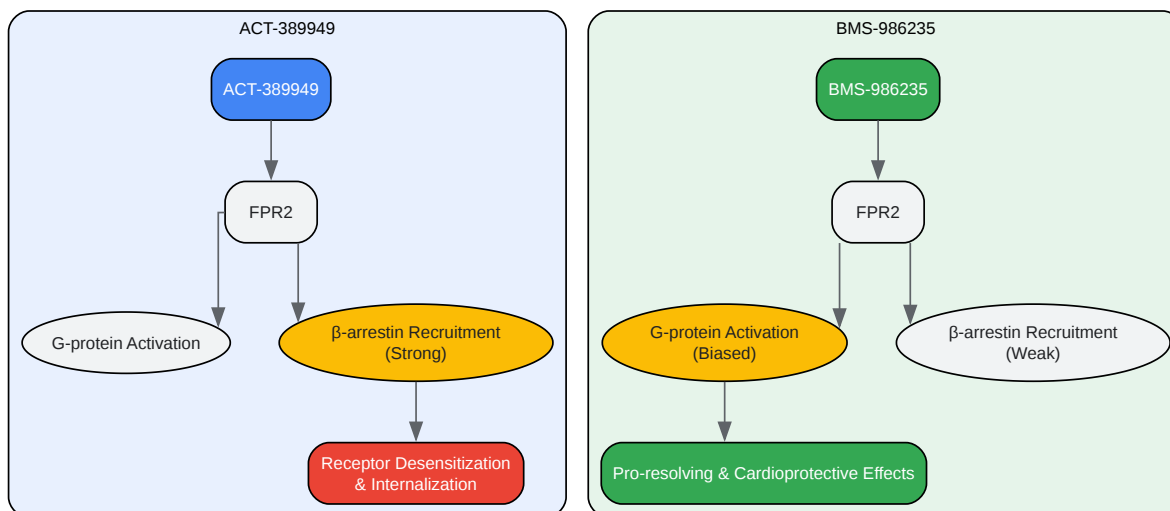 ACT-389949
ACT-389949
FPR2
G-protein Activation
β-arrestin Recruitment
(Strong)
Receptor Desensitization
& Internalization
BMS-986235
BMS-986235
FPR2
G-protein Activation
(Biased)
β-arrestin Recruitment
(Weak)
Pro-resolving & Cardioprotective Effects